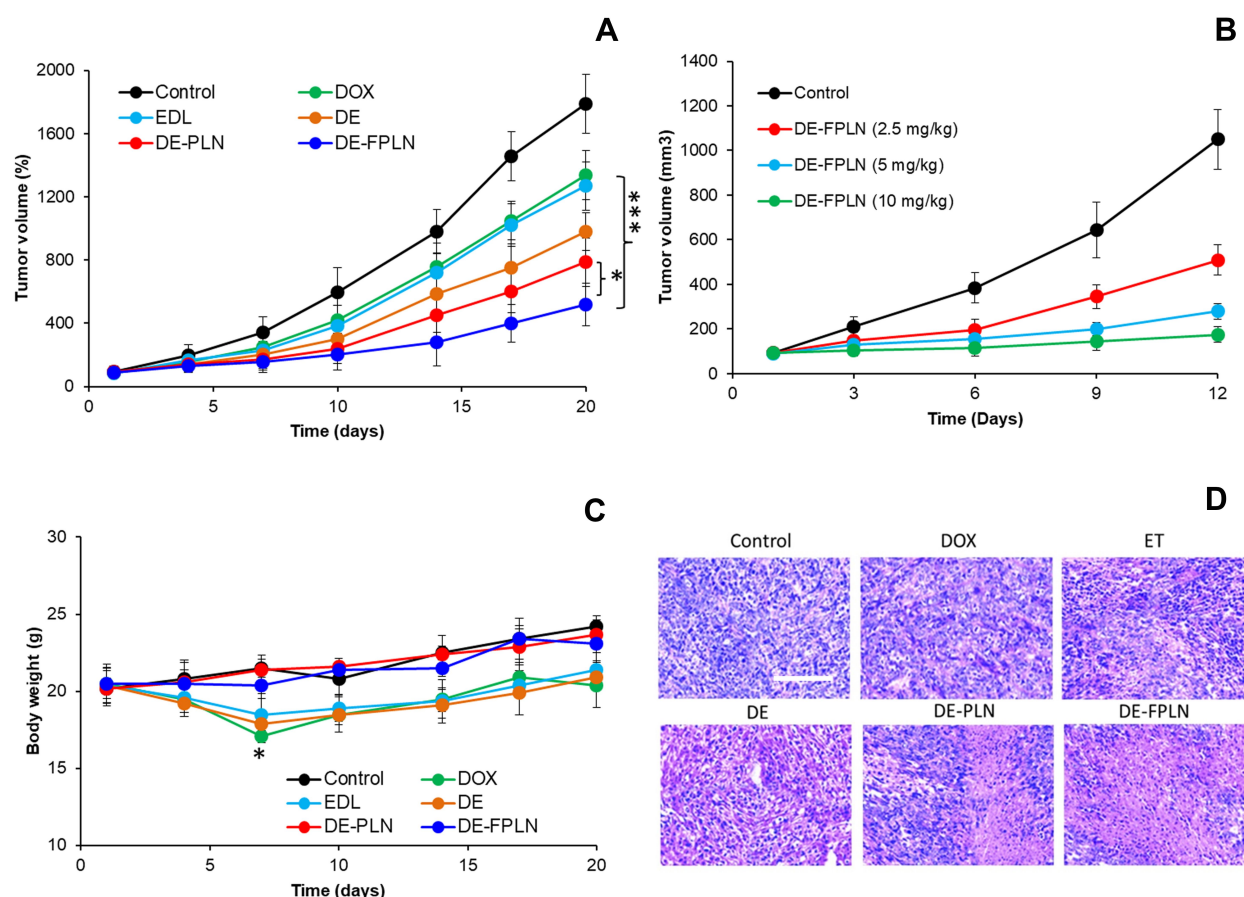 A
Tumor volume (%)
2000
1600
1200
800
400
0
Control
DOX
EDL
DE
DE-PLN
DE-FPLN
***
*
0
5
10
15
20
Time (days)
B
Tumor volume (mm3)
1400
1200
1000
800
600
400
200
0
Control
DE-FPLN (2.5 mg/kg)
DE-FPLN (5 mg/kg)
DE-FPLN (10 mg/kg)
0
3
6
9
12
Time (Days)
C
Body weight (g)
30
25
20
15
10
*
Control
DOX
EDL
DE
DE-PLN
DE-FPLN
0
5
10
15
20
Time (days)
D
Control
DOX
ET
DE
DE-PLN
DE-FPLN